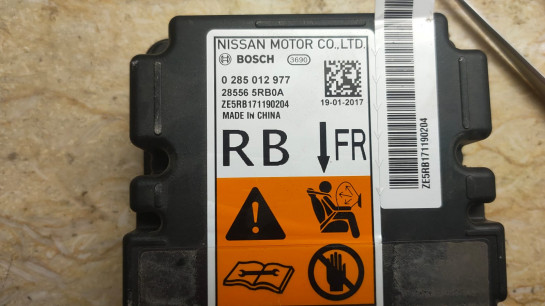 NISSAN MOTOR CO.,LTD.
BOSCH 3690
0 285 012 977
28556 5RB0A
ZE5RB171190204
MADE IN CHINA
19-01-2017
RB FR
ZE5RB171190204